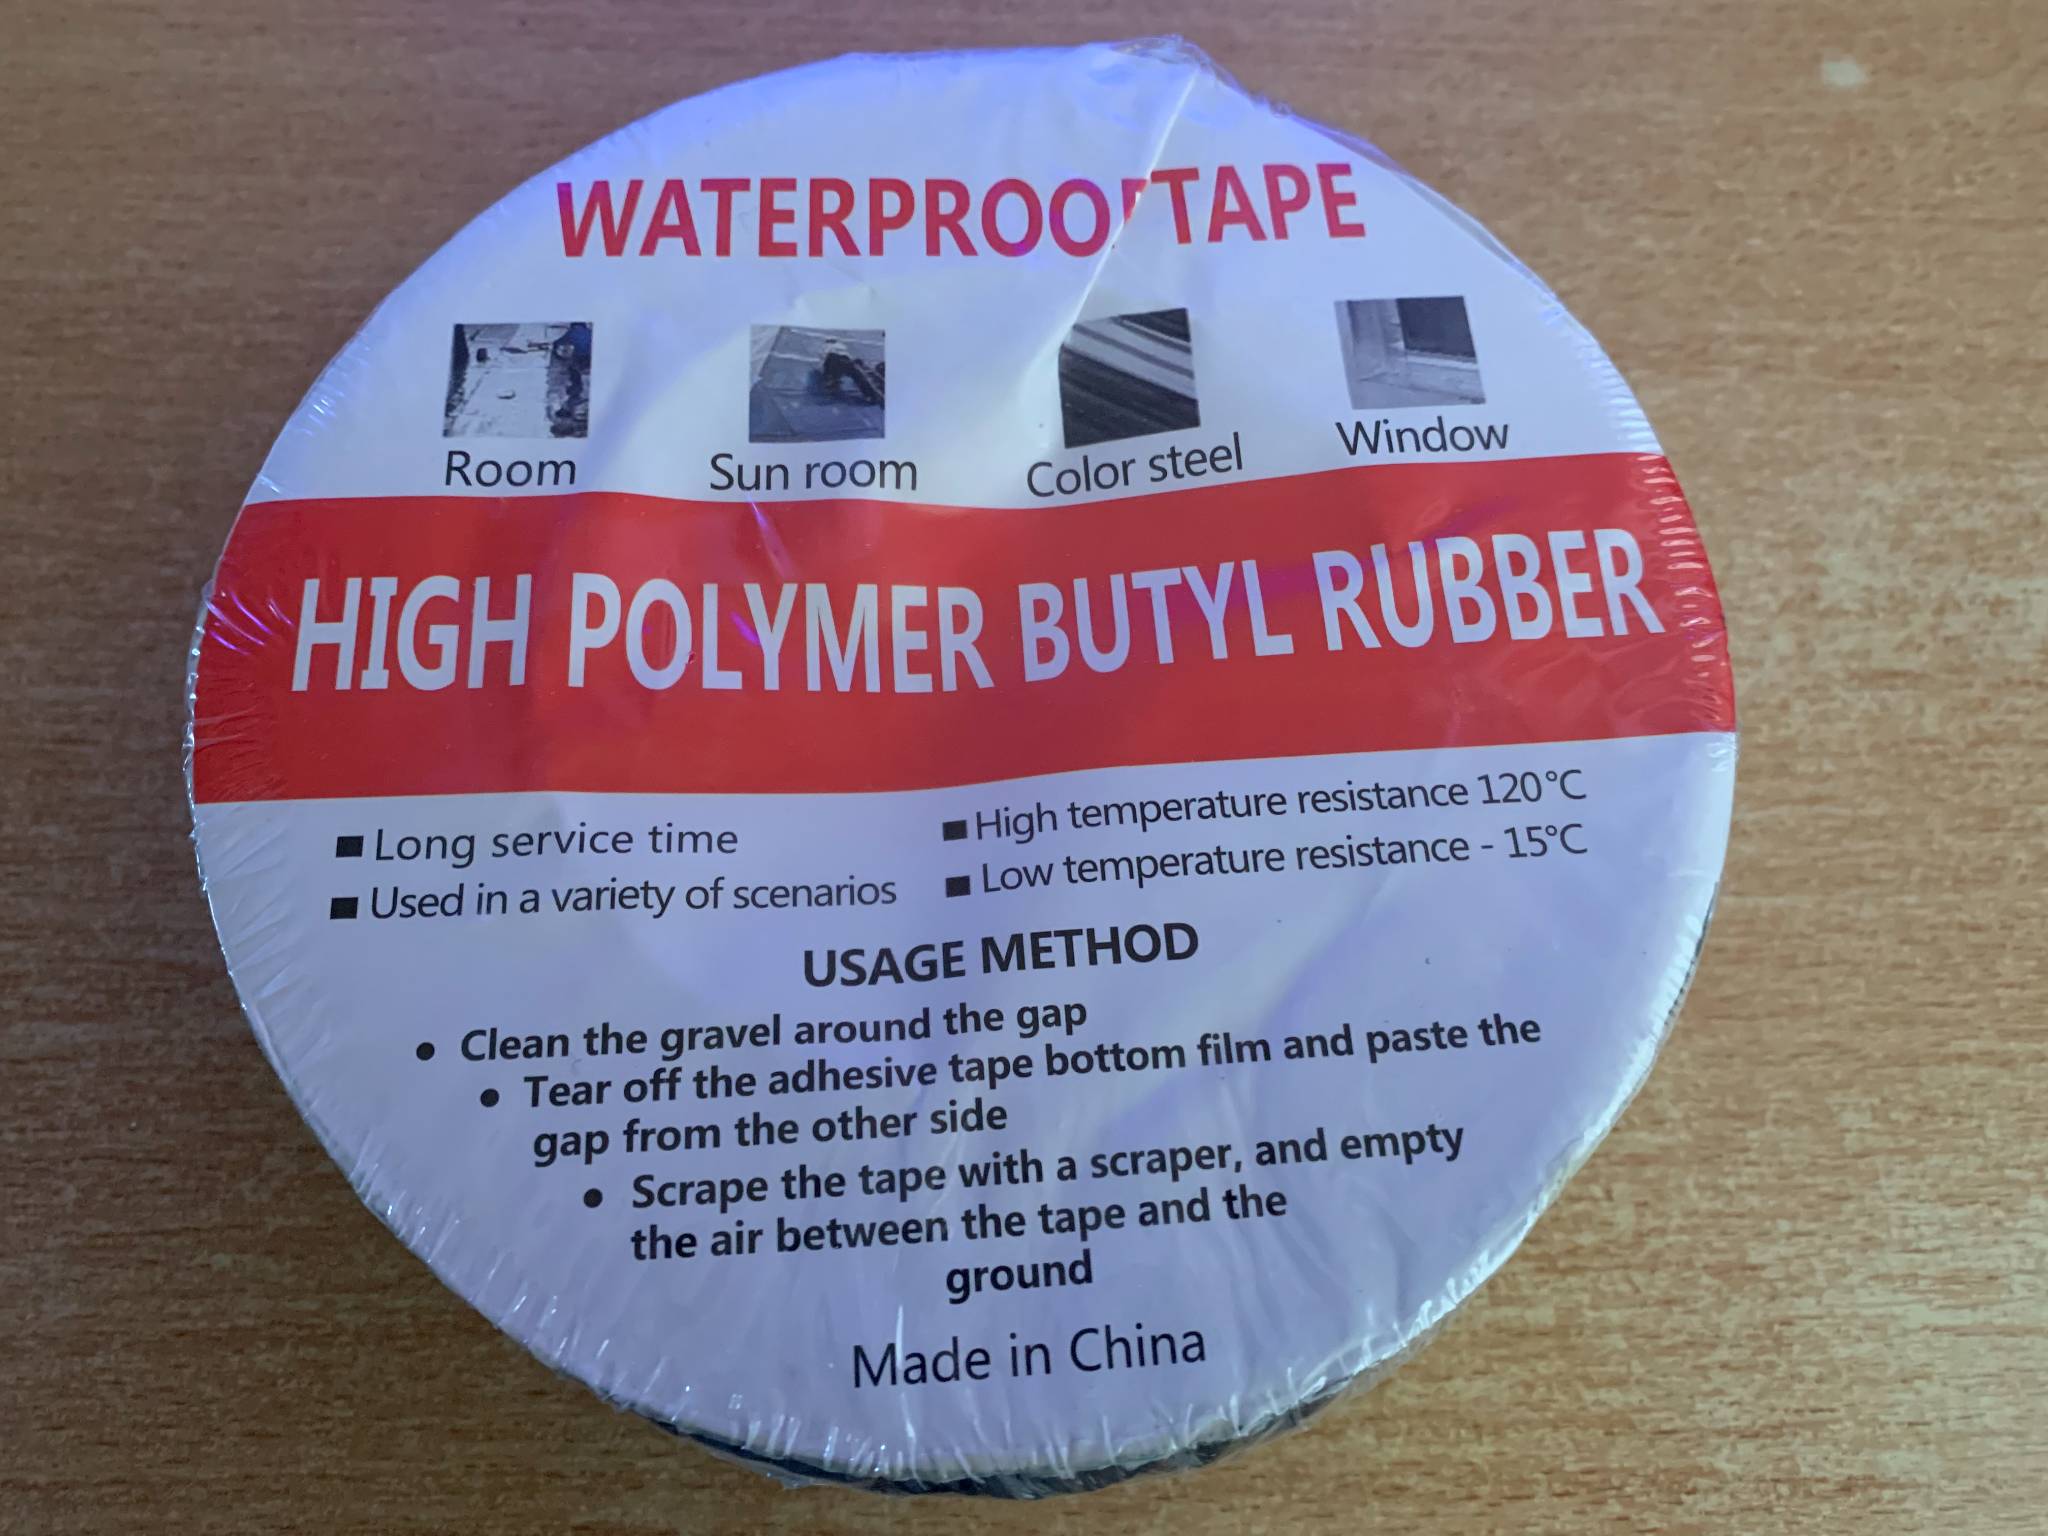 WATERPROOF TAPE
Room
Sun room
Color steel
Window
HIGH POLYMER BUTYL RUBBER
■ Long service time
■ Used in a variety of scenarios
■ High temperature resistance 120°C
■ Low temperature resistance - 15°C
USAGE METHOD
● Clean the gravel around the gap
● Tear off the adhesive tape bottom film and paste the
gap from the other side
● Scrape the tape with a scraper, and empty
the air between the tape and the
ground
Made in China